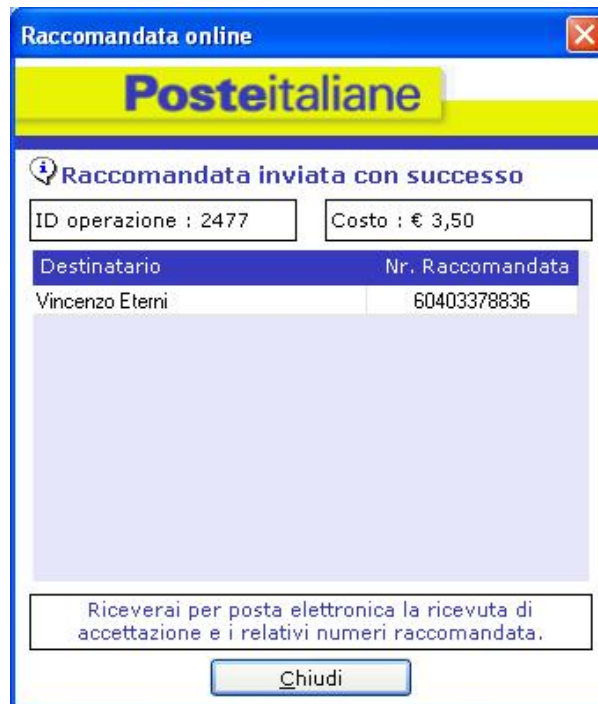 Raccomandata online
Posteitaliane
Raccomandata inviata con successo
ID operazione : 2477
Costo : € 3,50
Destinatario Nr. Raccomandata
Vincenzo Eterni 60403378836
Riceverai per posta elettronica la ricevuta di
accettazione e i relativi numeri raccomandata.
Chiudi